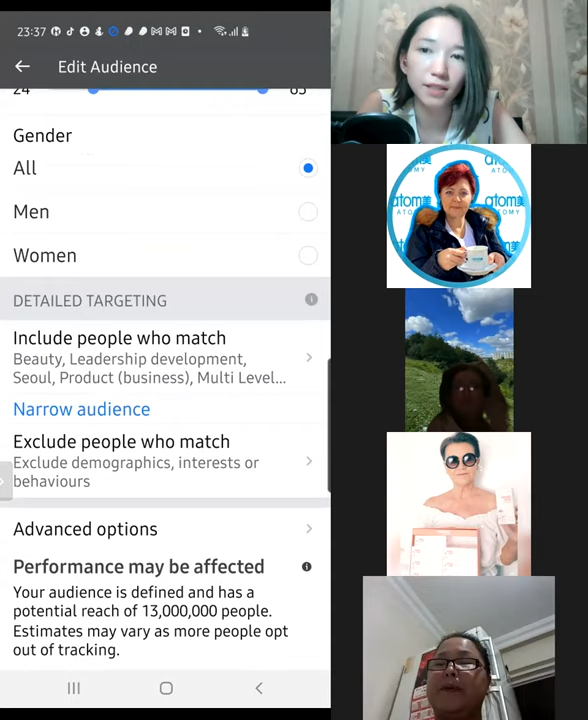 23:37
Edit Audience
24
65
Gender
All
Men
Women
DETAILED TARGETING
Include people who match
Beauty, Leadership development,
Seoul, Product (business), Multi Level...
Narrow audience
Exclude people who match
Exclude demographics, interests or
behaviours
Advanced options
Performance may be affected
Your audience is defined and has a
potential reach of 13,000,000 people.
Estimates may vary as more people opt
out of tracking.